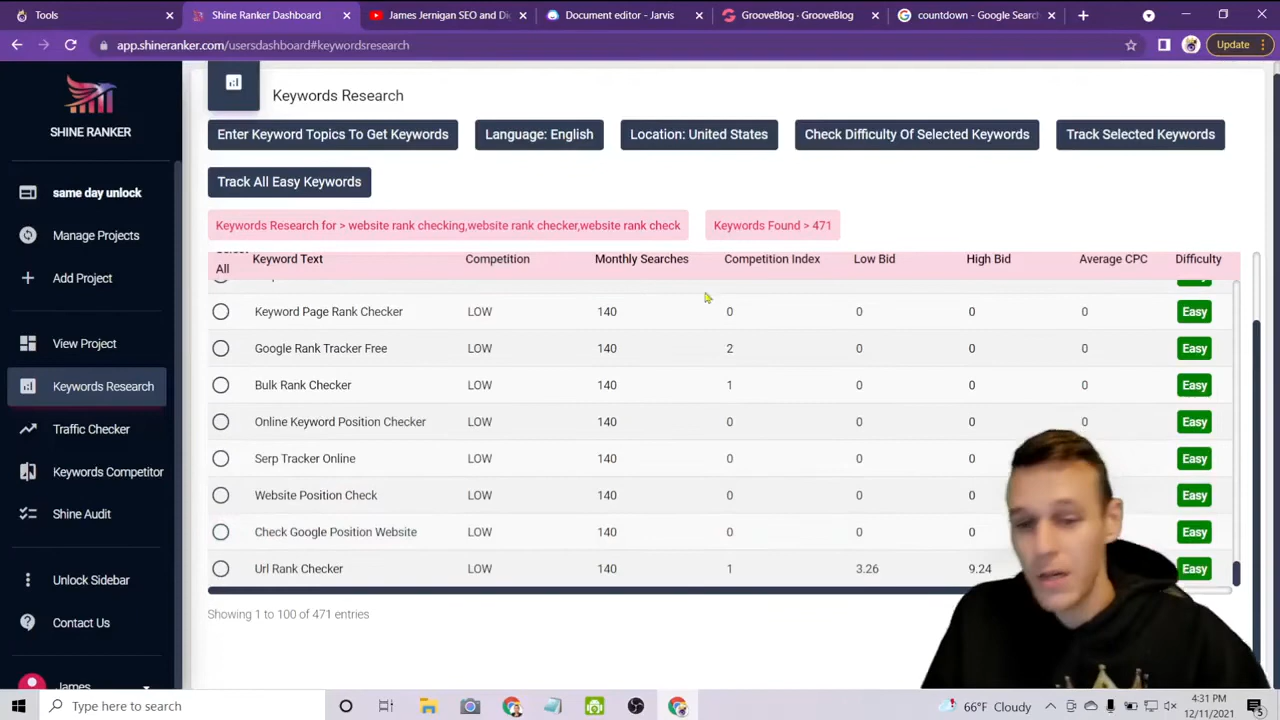 Tools
Shine Ranker Dashboard
James Jernigan SEO and Di
Document editor - Jarvis
GrooveBlog - GrooveBlog
countdown - Google Search
app.shineranker.com/usersdashboard#keywordsresearch
Update
SHINE RANKER
same day unlock
Manage Projects
Add Project
View Project
Keywords Research
Traffic Checker
Keywords Competitor
Shine Audit
Unlock Sidebar
Contact Us
James
Keywords Research
Enter Keyword Topics To Get Keywords
Language: English
Location: United States
Check Difficulty Of Selected Keywords
Track Selected Keywords
Track All Easy Keywords
Keywords Research for > website rank checking,website rank checker,website rank check
Keywords Found > 471
Select All Keyword Text Competition Monthly Searches Competition Index Low Bid High Bid Average CPC Difficulty
Easy
Keyword Page Rank Checker LOW 140 0 0 0 0 Easy
Google Rank Tracker Free LOW 140 2 0 0 0 Easy
Bulk Rank Checker LOW 140 1 0 0 0 Easy
Online Keyword Position Checker LOW 140 0 0 0 0 Easy
Serp Tracker Online LOW 140 0 0 0 Easy
Website Position Check LOW 140 0 0 0 Easy
Check Google Position Website LOW 140 0 0 0 Easy
Url Rank Checker LOW 140 1 3.26 9.24 Easy
Showing 1 to 100 of 471 entries
Type here to search
66°F Cloudy
4:31 PM
12/11/2021
5